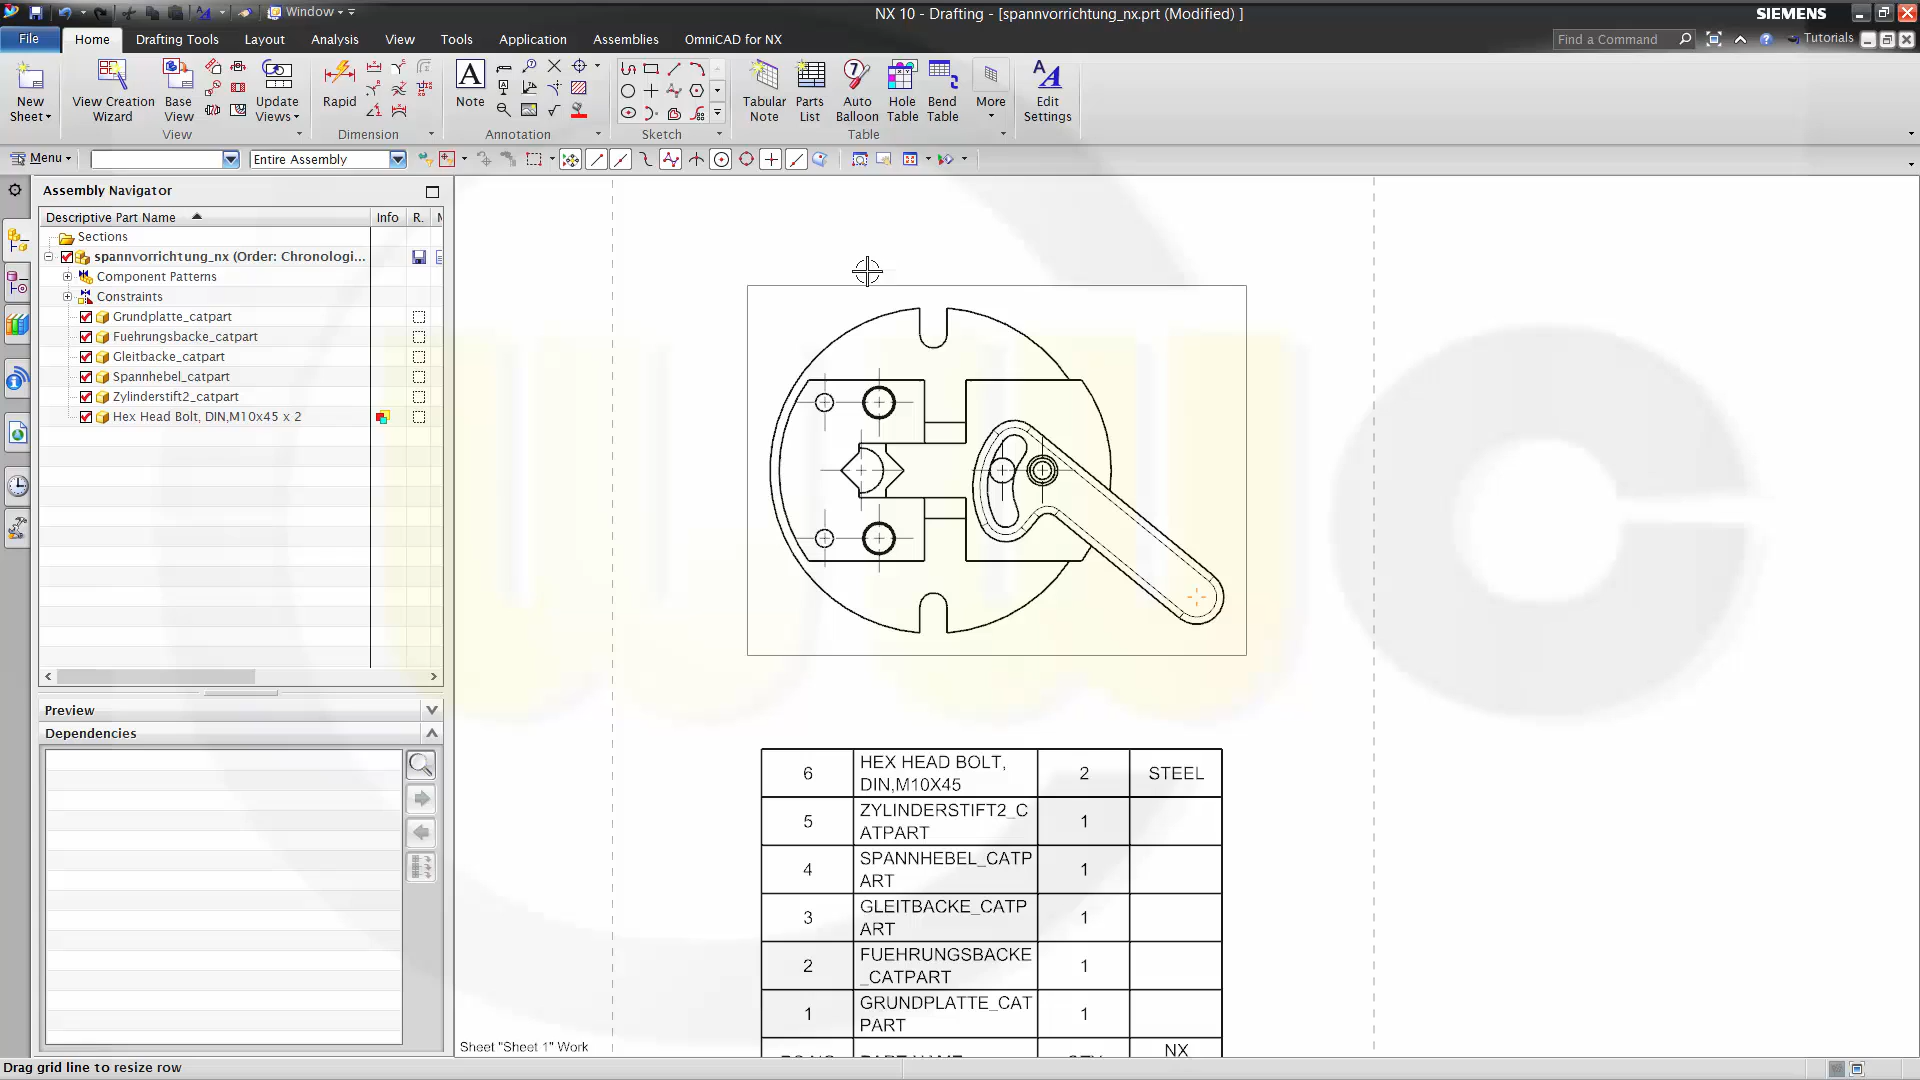 Window
NX 10 - Drafting - [spannvorrichtung_nx.prt (Modified) ]
SIEMENS
File
Home
Drafting Tools
Layout
Analysis
View
Tools
Application
Assemblies
OmniCAD for NX
Find a Command
Tutorials
New
Sheet
View Creation
Wizard
Base
View
Update
Views
Rapid
Note
Tabular
Note
Parts
List
Auto
Balloon
Hole
Table
Bend
Table
More
Edit
Settings
View
Dimension
Annotation
Sketch
Table
Menu
Entire Assembly
Assembly Navigator
Descriptive Part Name
Info
R.
Sections
spannvorrichtung_nx (Order: Chronologi...
Component Patterns
Constraints
Grundplatte_catpart
Fuehrungsbacke_catpart
Gleitbacke_catpart
Spannhebel_catpart
Zylinderstift2_catpart
Hex Head Bolt, DIN,M10x45 x 2
Preview
Dependencies
6
HEX HEAD BOLT,
DIN,M10X45
2
STEEL
5
ZYLINDERSTIFT2_C
ATPART
1
4
SPANNHEBEL_CATP
ART
1
3
GLEITBACKE_CATP
ART
1
2
FUEHRUNGSBACKE
_CATPART
1
1
GRUNDPLATTE_CAT
PART
1
NX
Sheet "Sheet 1" Work
Drag grid line to resize row